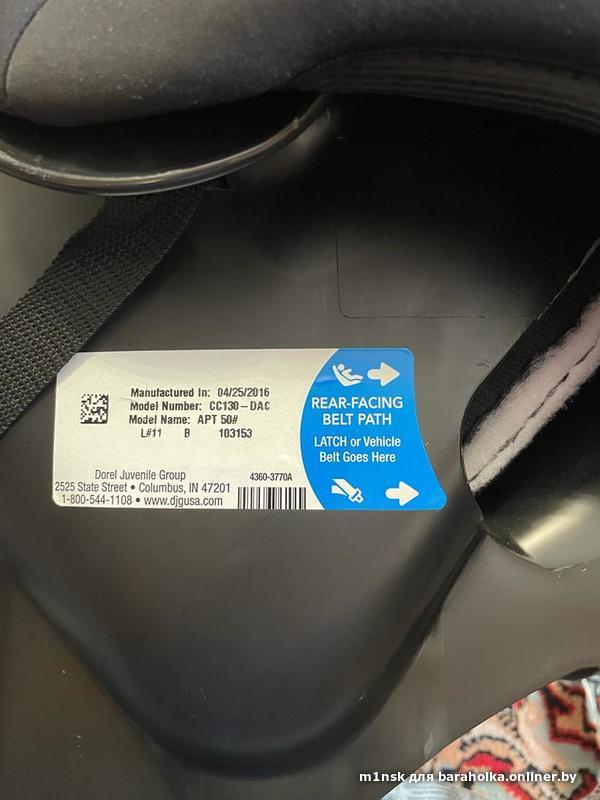 Manufactured In: 04/25/2016
Model Number: CC130-DAC
Model Name: APT 50#
L#11 B 103153
Dorel Juvenile Group
2525 State Street • Columbus, IN 47201
1-800-544-1108 • www.djgusa.com
4360-3770A
REAR-FACING
BELT PATH
LATCH or Vehicle
Belt Goes Here
m1nsk для baraholka.onliner.by